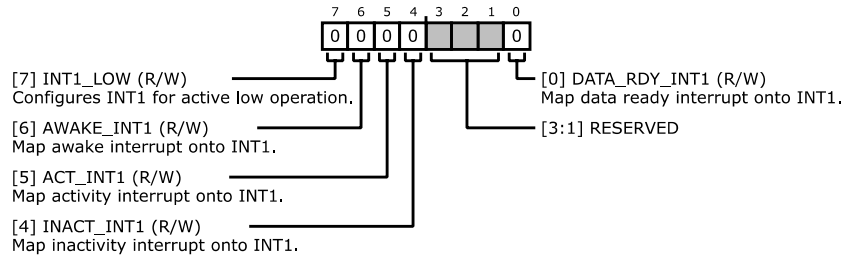 7 6 5 4 3 2 1 0
0 0 0 0 0
[7] INT1_LOW (R/W)
Configures INT1 for active low operation.
[6] AWAKE_INT1 (R/W)
Map awake interrupt onto INT1.
[5] ACT_INT1 (R/W)
Map activity interrupt onto INT1.
[4] INACT_INT1 (R/W)
Map inactivity interrupt onto INT1.
[0] DATA_RDY_INT1 (R/W)
Map data ready interrupt onto INT1.
[3:1] RESERVED